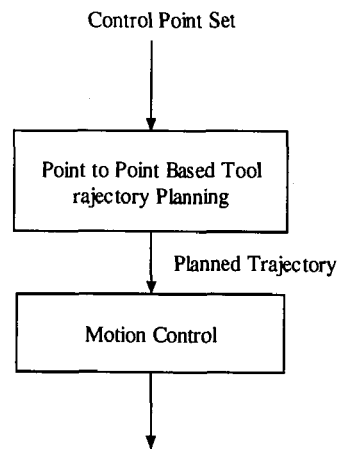 Control Point Set
Point to Point Based Tool
rajectory Planning
Planned Trajectory
Motion Control